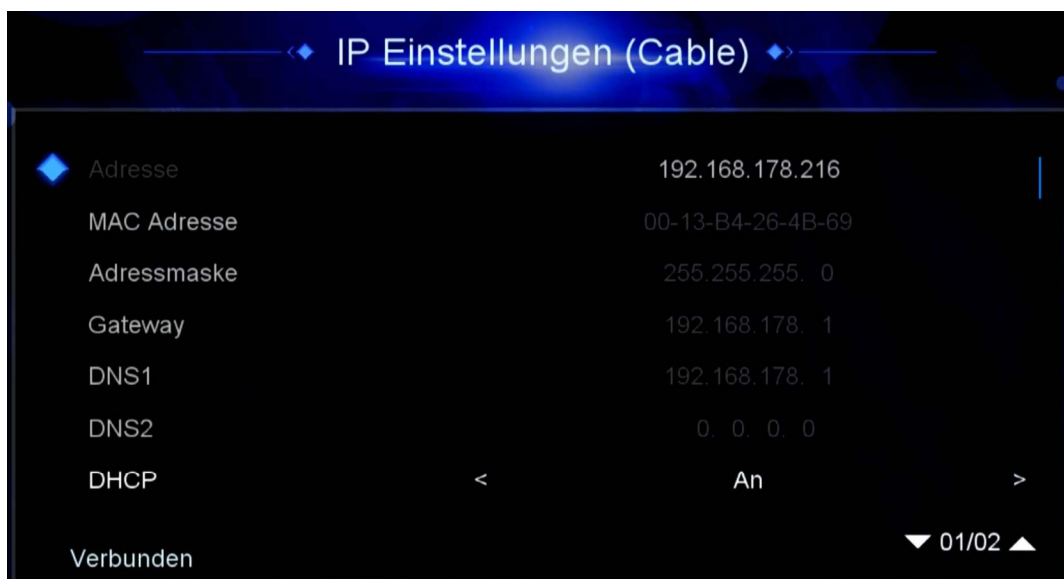 IP Einstellungen (Cable)
Adresse 192.168.178.216
MAC Adresse 00-13-B4-26-4B-69
Adressmaske 255.255.255. 0
Gateway 192.168.178. 1
DNS1 192.168.178. 1
DNS2 0. 0. 0. 0
DHCP < An >
Verbunden 01/02